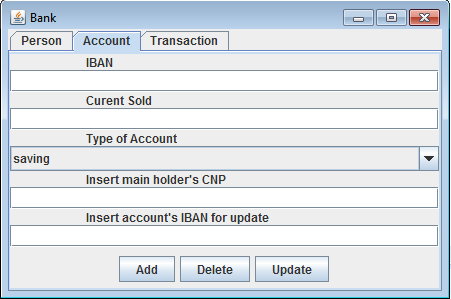 Bank
Person Account Transaction
IBAN
Curent Sold
Type of Account
saving
Insert main holder's CNP
Insert account's IBAN for update
Add Delete Update